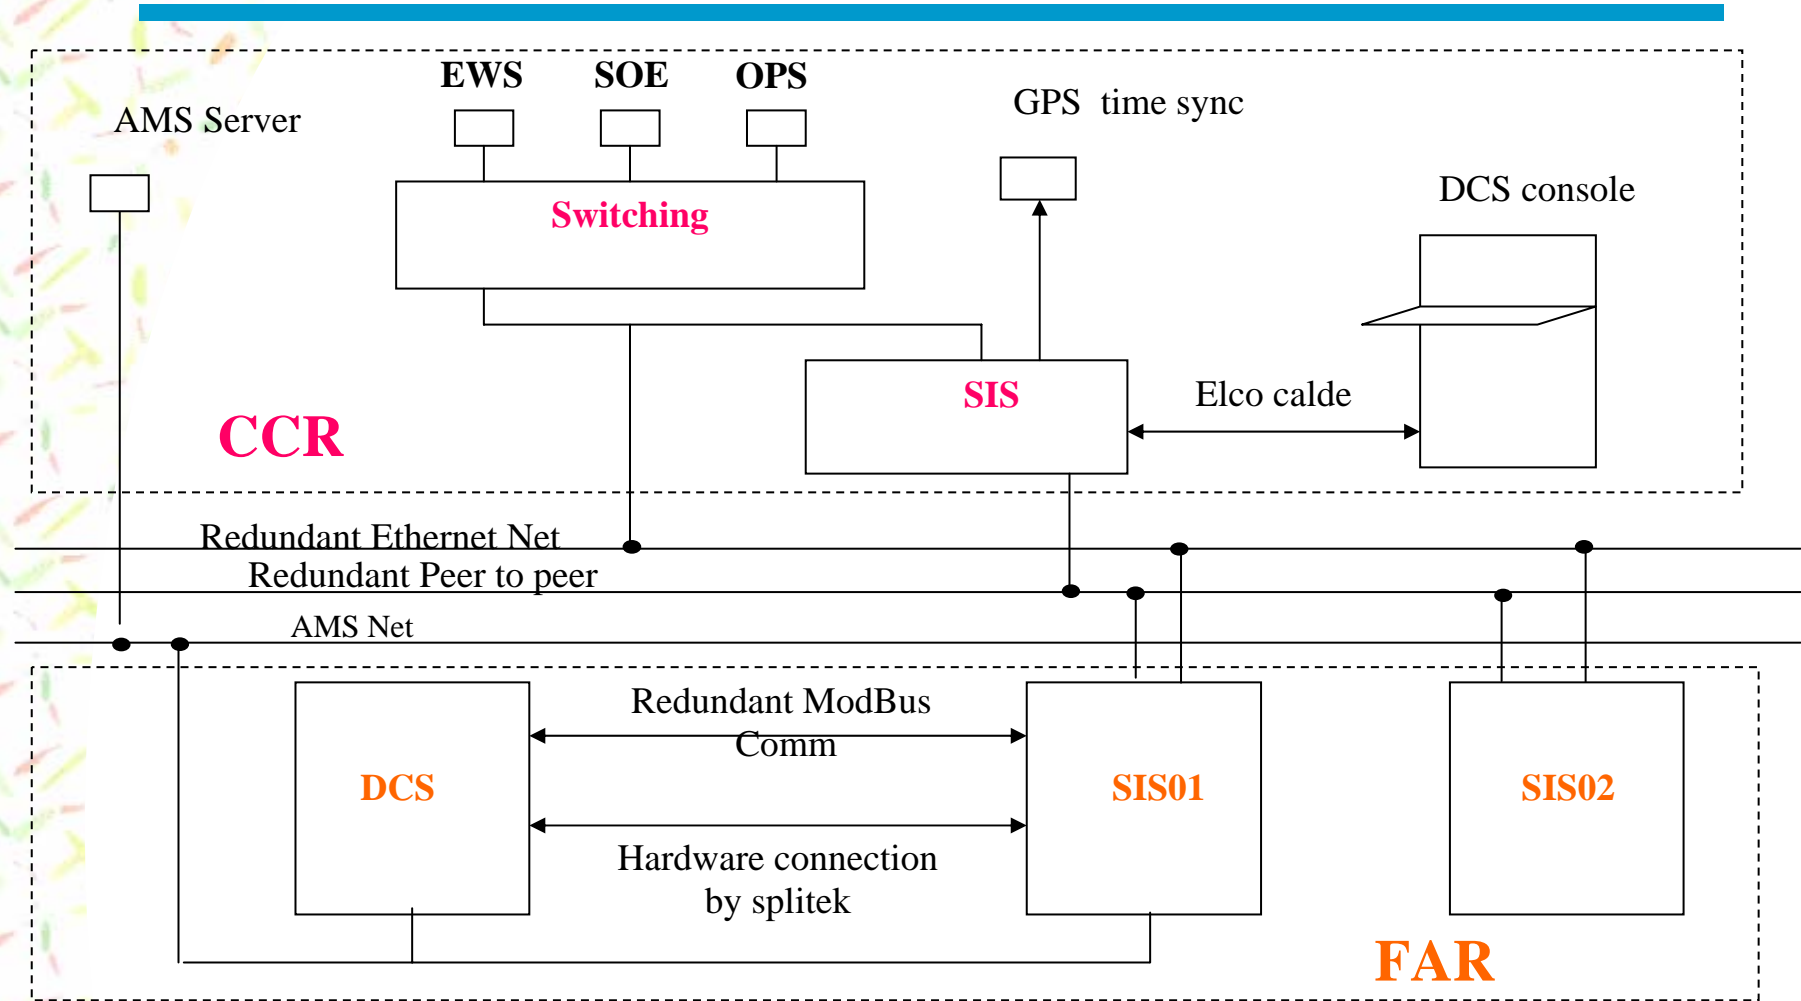 EWS SOE OPS
AMS Server
GPS time sync
DCS console
Switching
SIS
Elco calde
CCR
Redundant Ethernet Net
Redundant Peer to peer
AMS Net
Redundant ModBus
Comm
DCS
SIS01
SIS02
Hardware connection
by splitek
FAR